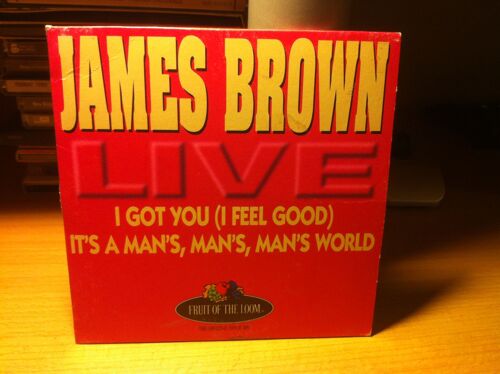 JAMES BROWN
LIVE
I GOT YOU (I FEEL GOOD)
IT'S A MAN'S, MAN'S, MAN'S WORLD
FRUIT OF THE LOOM